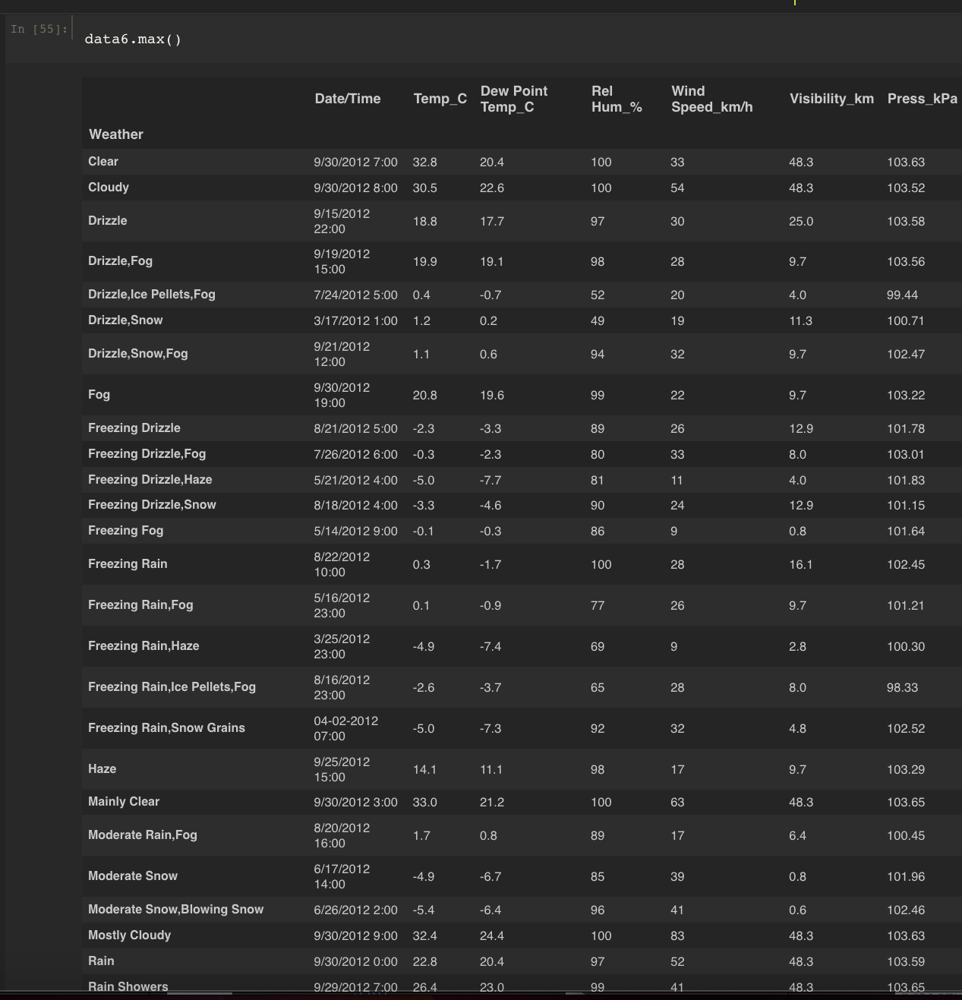 In [55]:
data6.max()
Date/Time Temp_C Dew Point Temp_C Rel Hum_% Wind Speed_km/h Visibility_km Press_kPa
Weather
Clear 9/30/2012 7:00 32.8 20.4 100 33 48.3 103.63
Cloudy 9/30/2012 8:00 30.5 22.6 100 54 48.3 103.52
Drizzle 9/15/2012 22:00 18.8 17.7 97 30 25.0 103.58
Drizzle,Fog 9/19/2012 15:00 19.9 19.1 98 28 9.7 103.56
Drizzle,Ice Pellets,Fog 7/24/2012 5:00 0.4 -0.7 52 20 4.0 99.44
Drizzle,Snow 3/17/2012 1:00 1.2 0.2 49 19 11.3 100.71
Drizzle,Snow,Fog 9/21/2012 12:00 1.1 0.6 94 32 9.7 102.47
Fog 9/30/2012 19:00 20.8 19.6 99 22 9.7 103.22
Freezing Drizzle 8/21/2012 5:00 -2.3 -3.3 89 26 12.9 101.78
Freezing Drizzle,Fog 7/26/2012 6:00 -0.3 -2.3 80 33 8.0 103.01
Freezing Drizzle,Haze 5/21/2012 4:00 -5.0 -7.7 81 11 4.0 101.83
Freezing Drizzle,Snow 8/18/2012 4:00 -3.3 -4.6 90 24 12.9 101.15
Freezing Fog 5/14/2012 9:00 -0.1 -0.3 86 9 0.8 101.64
Freezing Rain 8/22/2012 10:00 0.3 -1.7 100 28 16.1 102.45
Freezing Rain,Fog 5/16/2012 23:00 0.1 -0.9 77 26 9.7 101.21
Freezing Rain,Haze 3/25/2012 23:00 -4.9 -7.4 69 9 2.8 100.30
Freezing Rain,Ice Pellets,Fog 8/16/2012 23:00 -2.6 -3.7 65 28 8.0 98.33
Freezing Rain,Snow Grains 04-02-2012 07:00 -5.0 -7.3 92 32 4.8 102.52
Haze 9/25/2012 15:00 14.1 11.1 98 17 9.7 103.29
Mainly Clear 9/30/2012 3:00 33.0 21.2 100 63 48.3 103.65
Moderate Rain,Fog 8/20/2012 16:00 1.7 0.8 89 17 6.4 100.45
Moderate Snow 6/17/2012 14:00 -4.9 -6.7 85 39 0.8 101.96
Moderate Snow,Blowing Snow 6/26/2012 2:00 -5.4 -6.4 96 41 0.6 102.46
Mostly Cloudy 9/30/2012 9:00 32.4 24.4 100 83 48.3 103.63
Rain 9/30/2012 0:00 22.8 20.4 97 52 48.3 103.59
Rain Showers 9/29/2012 7:00 26.4 23.0 99 41 48.3 103.65